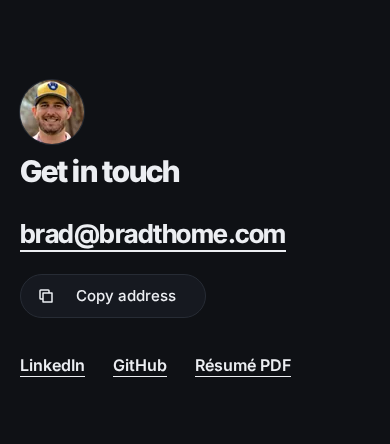 Get in touch
brad@bradthome.com
Copy address
LinkedIn GitHub Résumé PDF